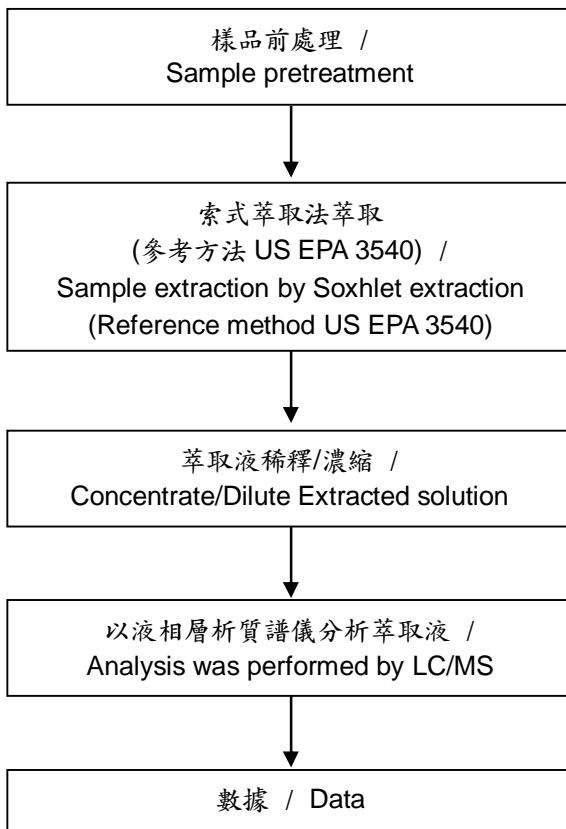 樣品前處理 /
Sample pretreatment
索式萃取法萃取
(參考方法 US EPA 3540) /
Sample extraction by Soxhlet extraction
(Reference method US EPA 3540)
萃取液稀釋/濃縮 /
Concentrate/Dilute Extracted solution
以液相層析質譜儀分析萃取液 /
Analysis was performed by LC/MS
數據 / Data